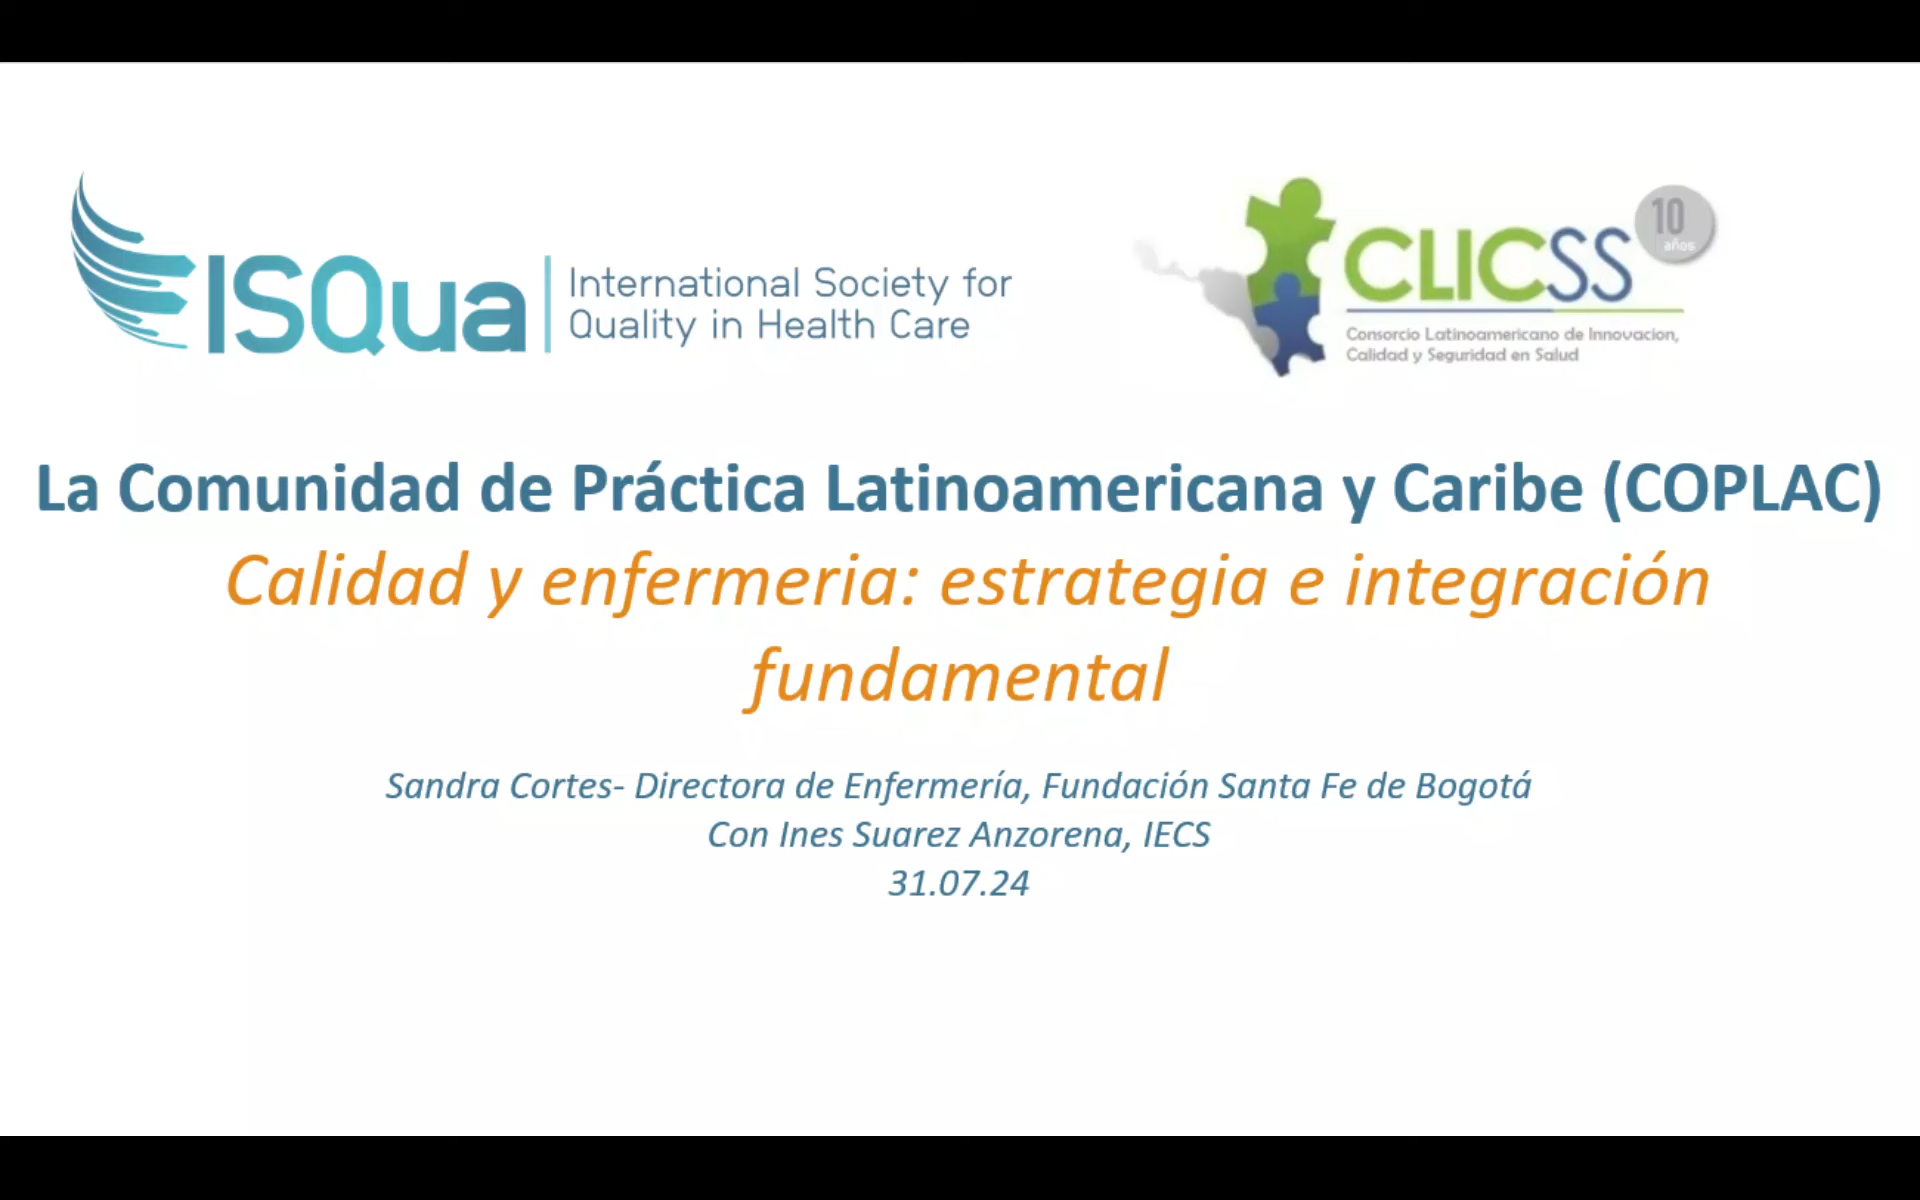 ISQua
International Society for
Quality in Health Care
CLICSS
10
años
Consorcio Latinoamericano de Innovacion,
Calidad y Seguridad en Salud
La Comunidad de Práctica Latinoamericana y Caribe (COPLAC)
Calidad y enfermeria: estrategia e integración
fundamental
Sandra Cortes- Directora de Enfermería, Fundación Santa Fe de Bogotá
Con Ines Suarez Anzorena, IECS
31.07.24